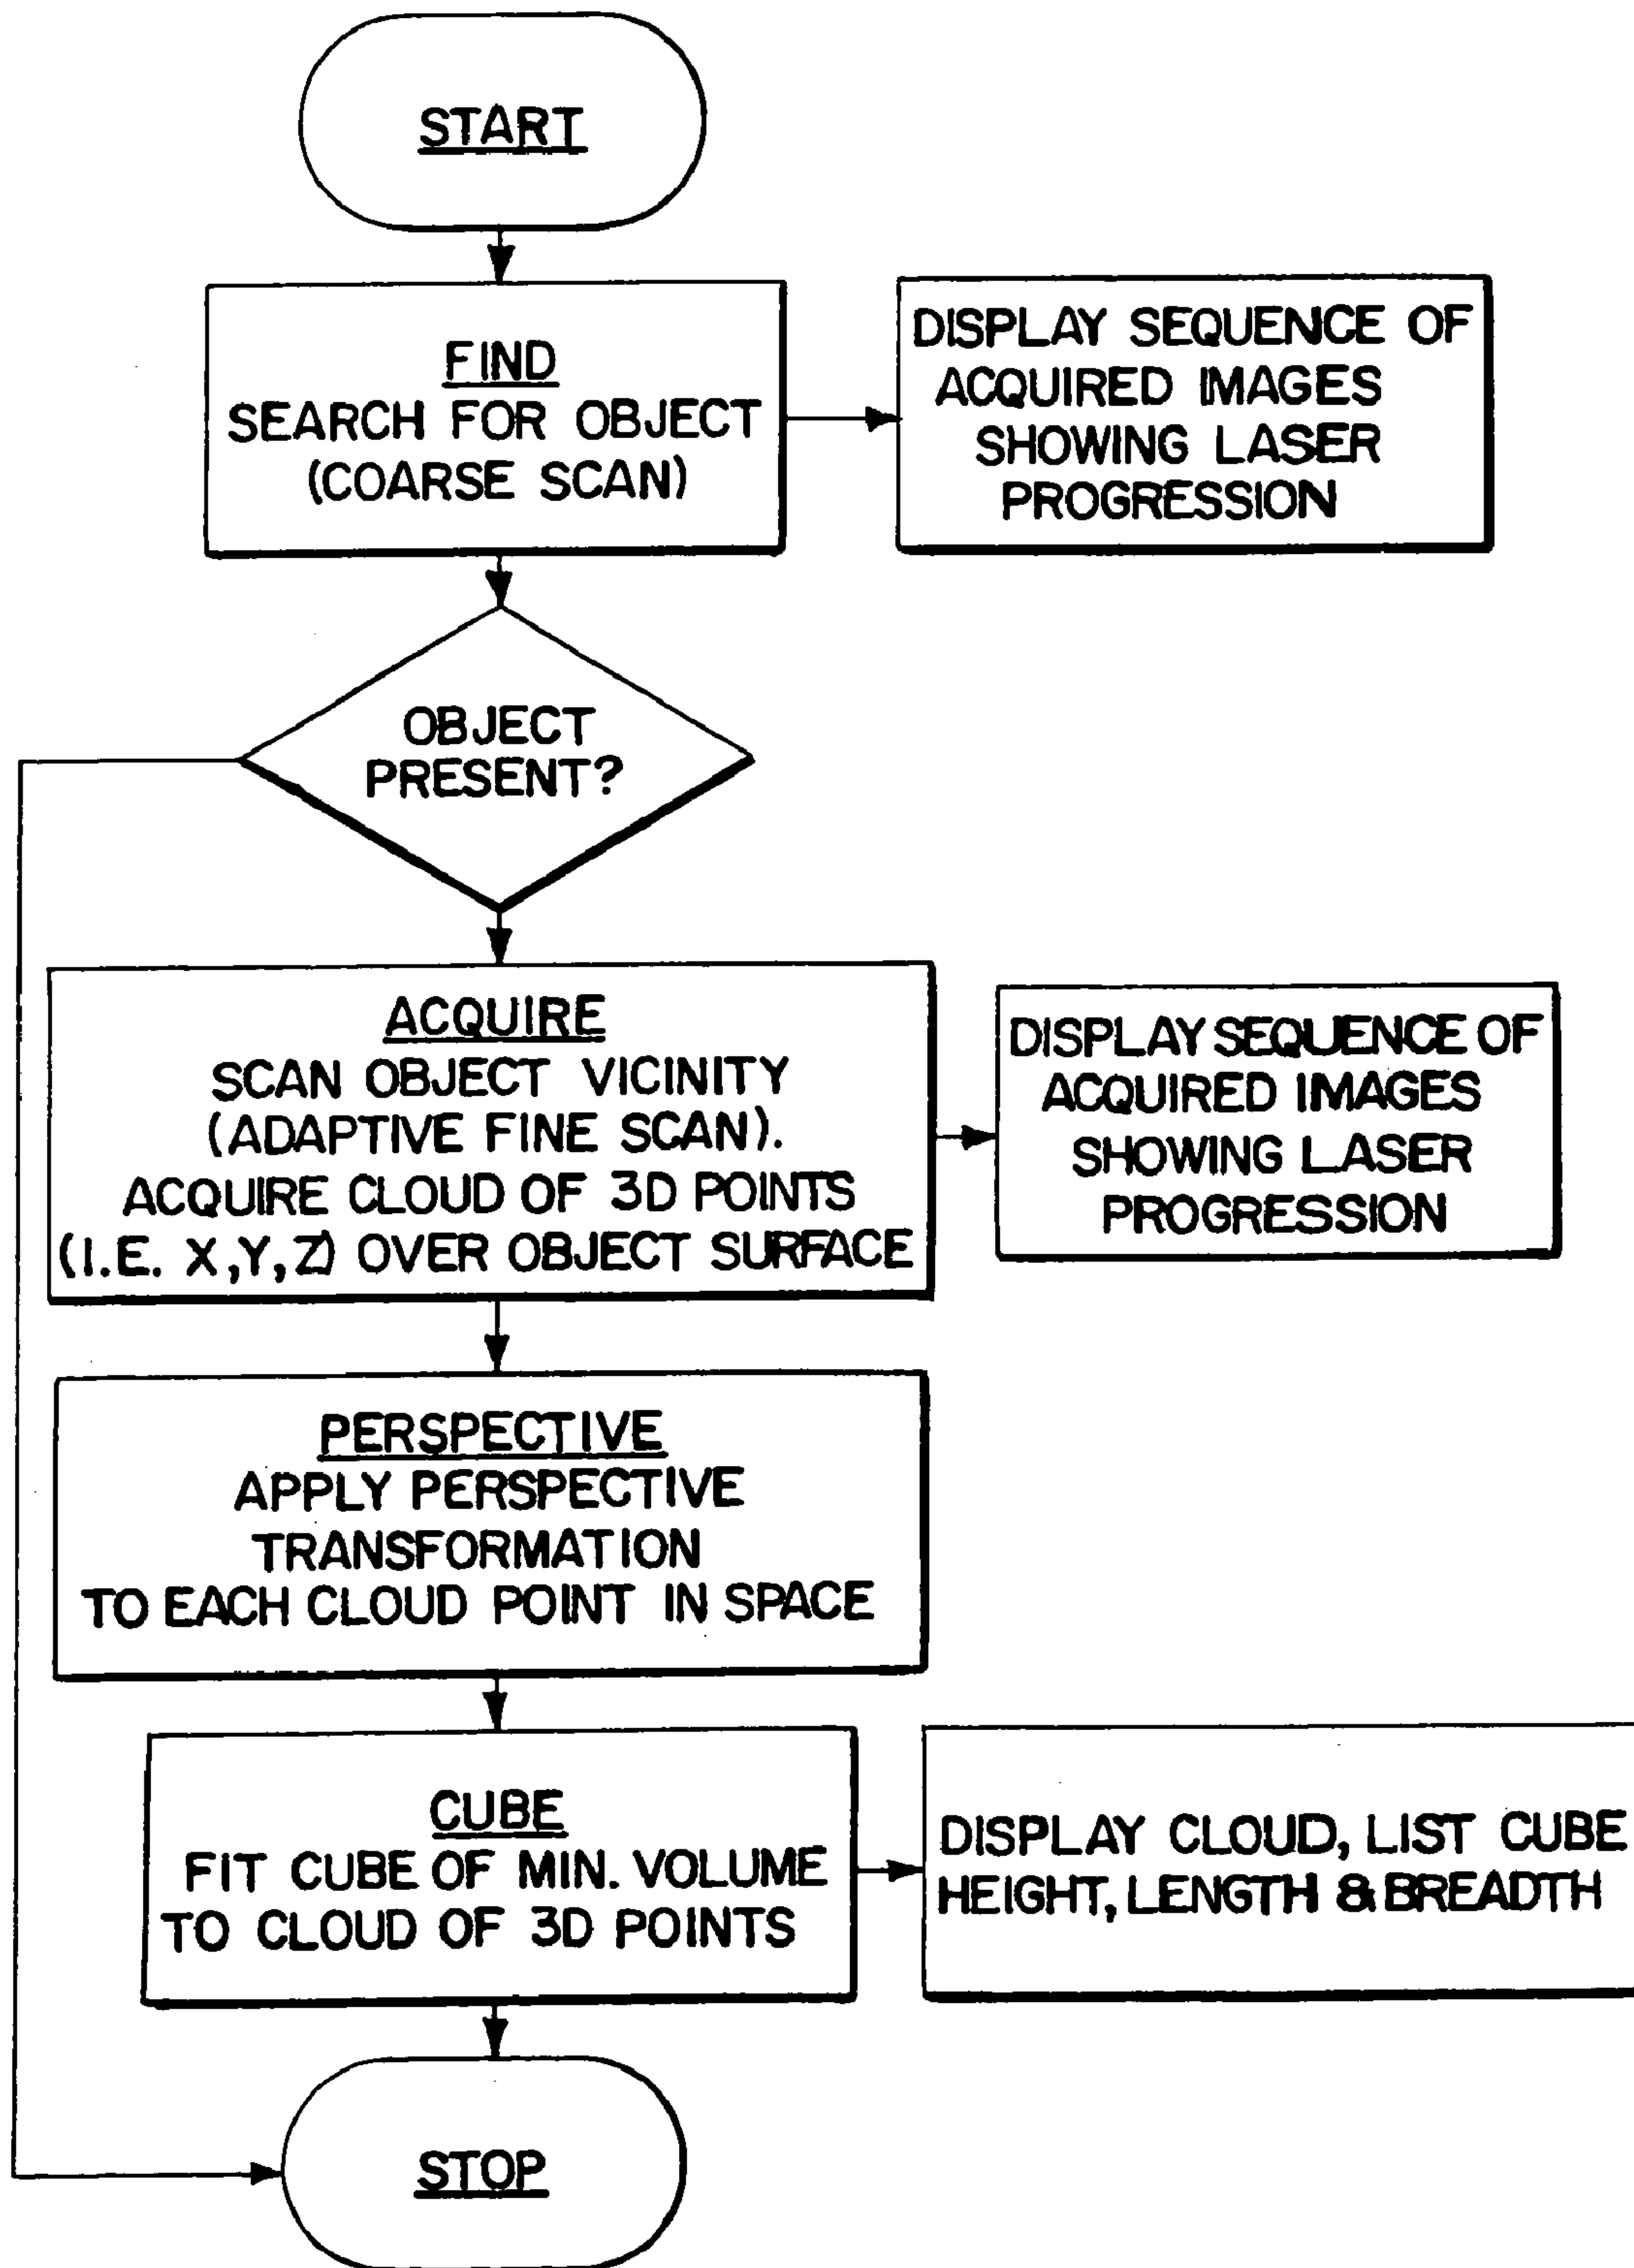 START
FIND
SEARCH FOR OBJECT
(COARSE SCAN)
DISPLAY SEQUENCE OF
ACQUIRED IMAGES
SHOWING LASER
PROGRESSION
OBJECT
PRESENT?
ACQUIRE
SCAN OBJECT VICINITY
(ADAPTIVE FINE SCAN).
ACQUIRE CLOUD OF 3D POINTS
(I.E. X,Y,Z) OVER OBJECT SURFACE
DISPLAY SEQUENCE OF
ACQUIRED IMAGES
SHOWING LASER
PROGRESSION
PERSPECTIVE
APPLY PERSPECTIVE
TRANSFORMATION
TO EACH CLOUD POINT IN SPACE
CUBE
FIT CUBE OF MIN. VOLUME
TO CLOUD OF 3D POINTS
DISPLAY CLOUD, LIST CUBE
HEIGHT, LENGTH & BREADTH
STOP